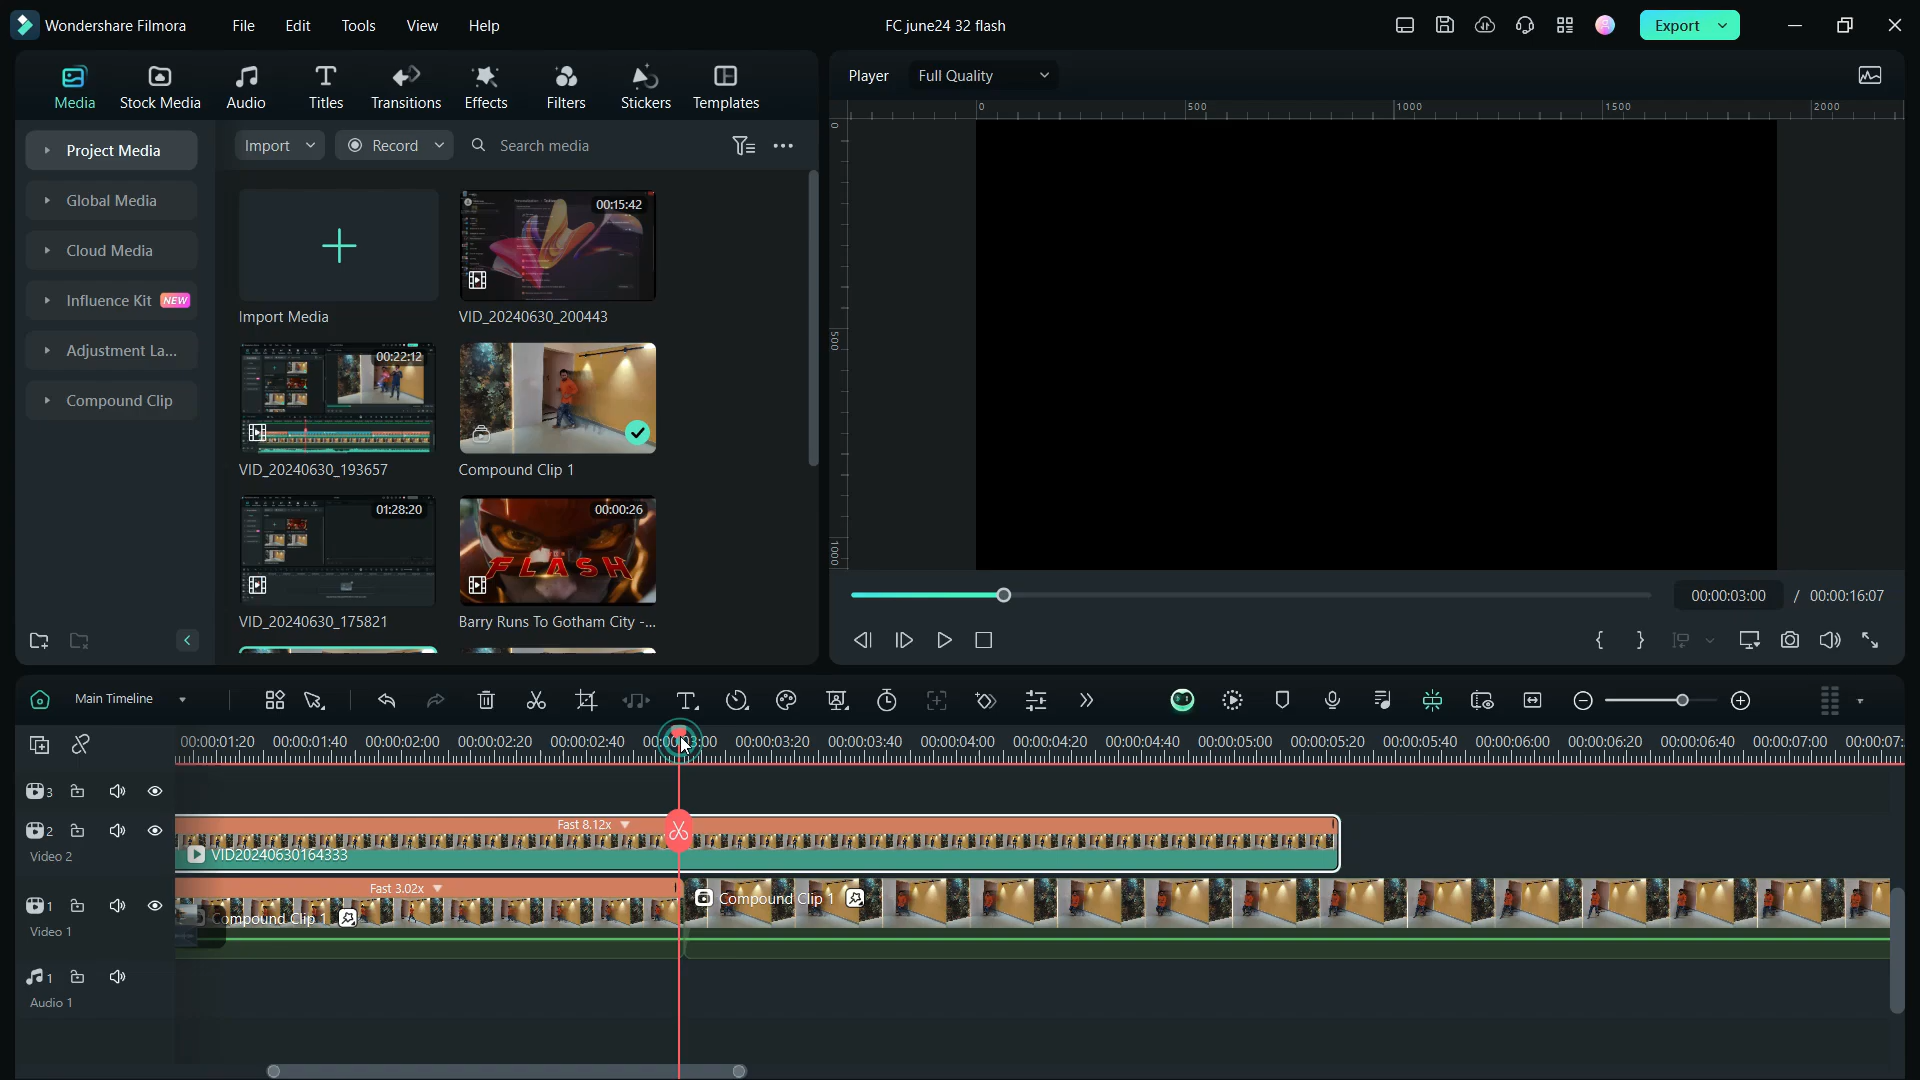 Wondershare Filmora
File
Edit
Tools
View
Help
FC june24 32 flash
Export
Media
Stock Media
Audio
Titles
Transitions
Effects
Filters
Stickers
Templates
Player
Full Quality
0
500
1000
1500
2000
0
500
1000
Project Media
Global Media
Cloud Media
Influence Kit
NEW
Adjustment La...
Compound Clip
Import
Record
Search media
Import Media
00:15:42
VID_20240630_200443
00:22:12
VID_20240630_193657
Compound Clip 1
01:28:20
VID_20240630_175821
00:00:26
FLASH
Barry Runs To Gotham City -...
00:00:03:00 / 00:00:16:07
Main Timeline
00:00:01:20
00:00:01:40
00:00:02:00
00:00:02:20
00:00:02:40
00:00:03:00
00:00:03:20
00:00:03:40
00:00:04:00
00:00:04:20
00:00:04:40
00:00:05:00
00:00:05:20
00:00:05:40
00:00:06:00
00:00:06:20
00:00:06:40
00:00:07:00
00:00:07:
3
2
Video 2
Fast 8.12x
VID20240630164333
1
Video 1
Fast 3.02x
Compound Clip 1
Compound Clip 1
1
Audio 1